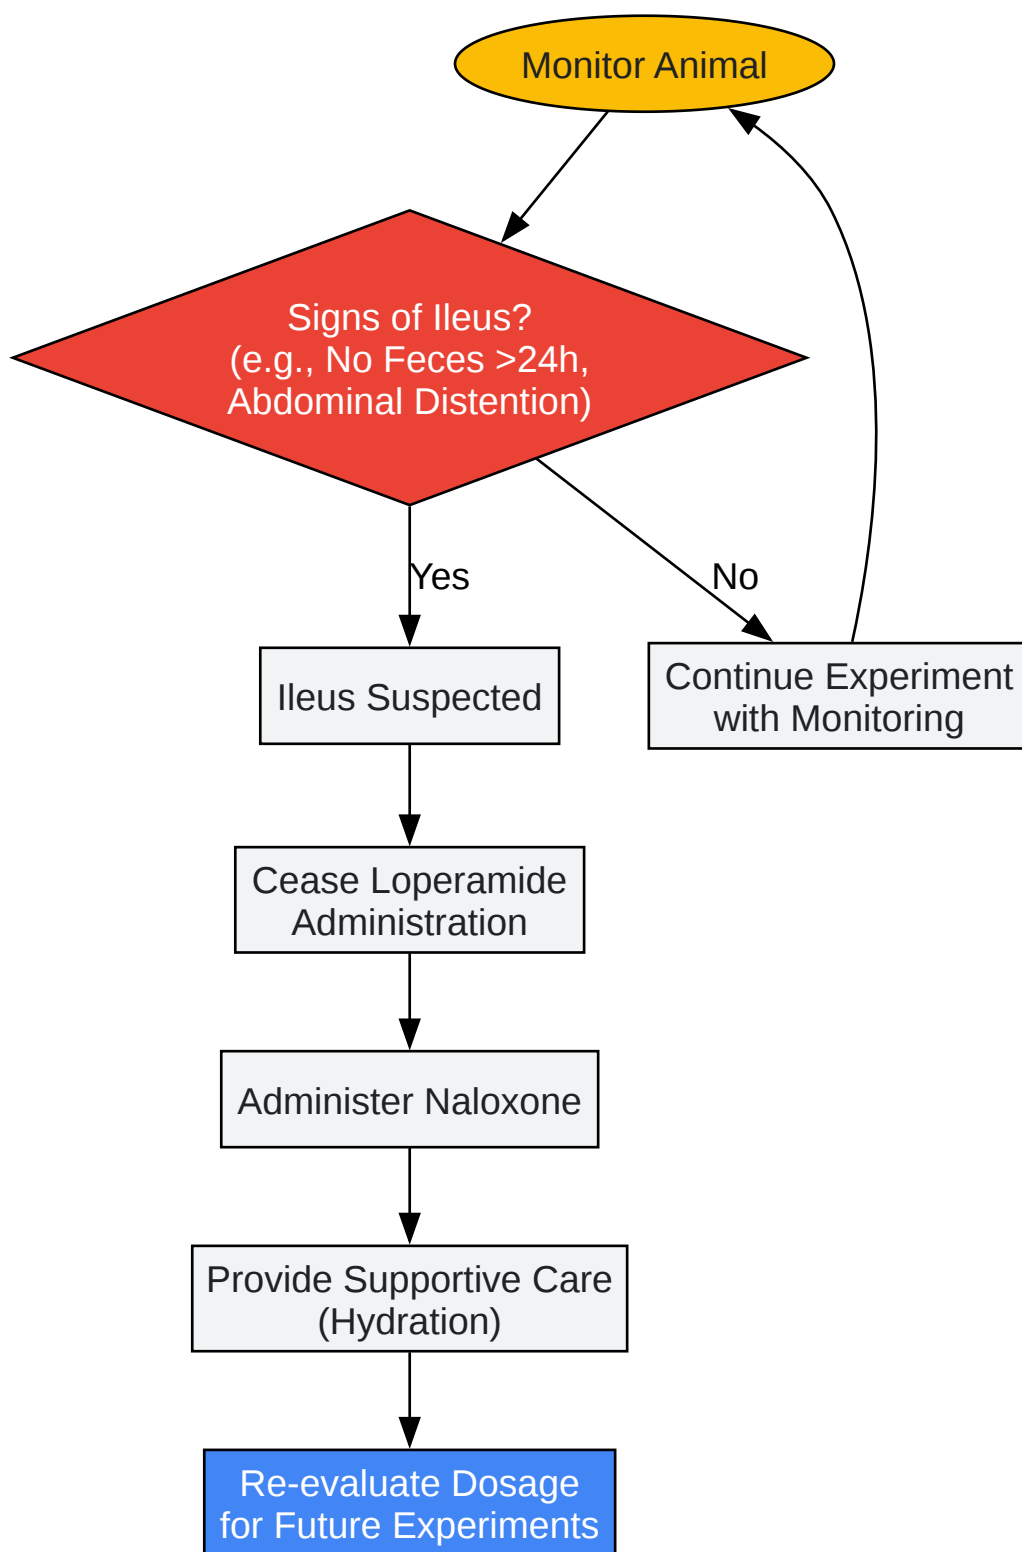 Monitor Animal
Signs of Ileus?
(e.g., No Feces >24h,
Abdominal Distention)
Yes
No
Ileus Suspected
Continue Experiment
with Monitoring
Cease Loperamide
Administration
Administer Naloxone
Provide Supportive Care
(Hydration)
Re-evaluate Dosage
for Future Experiments